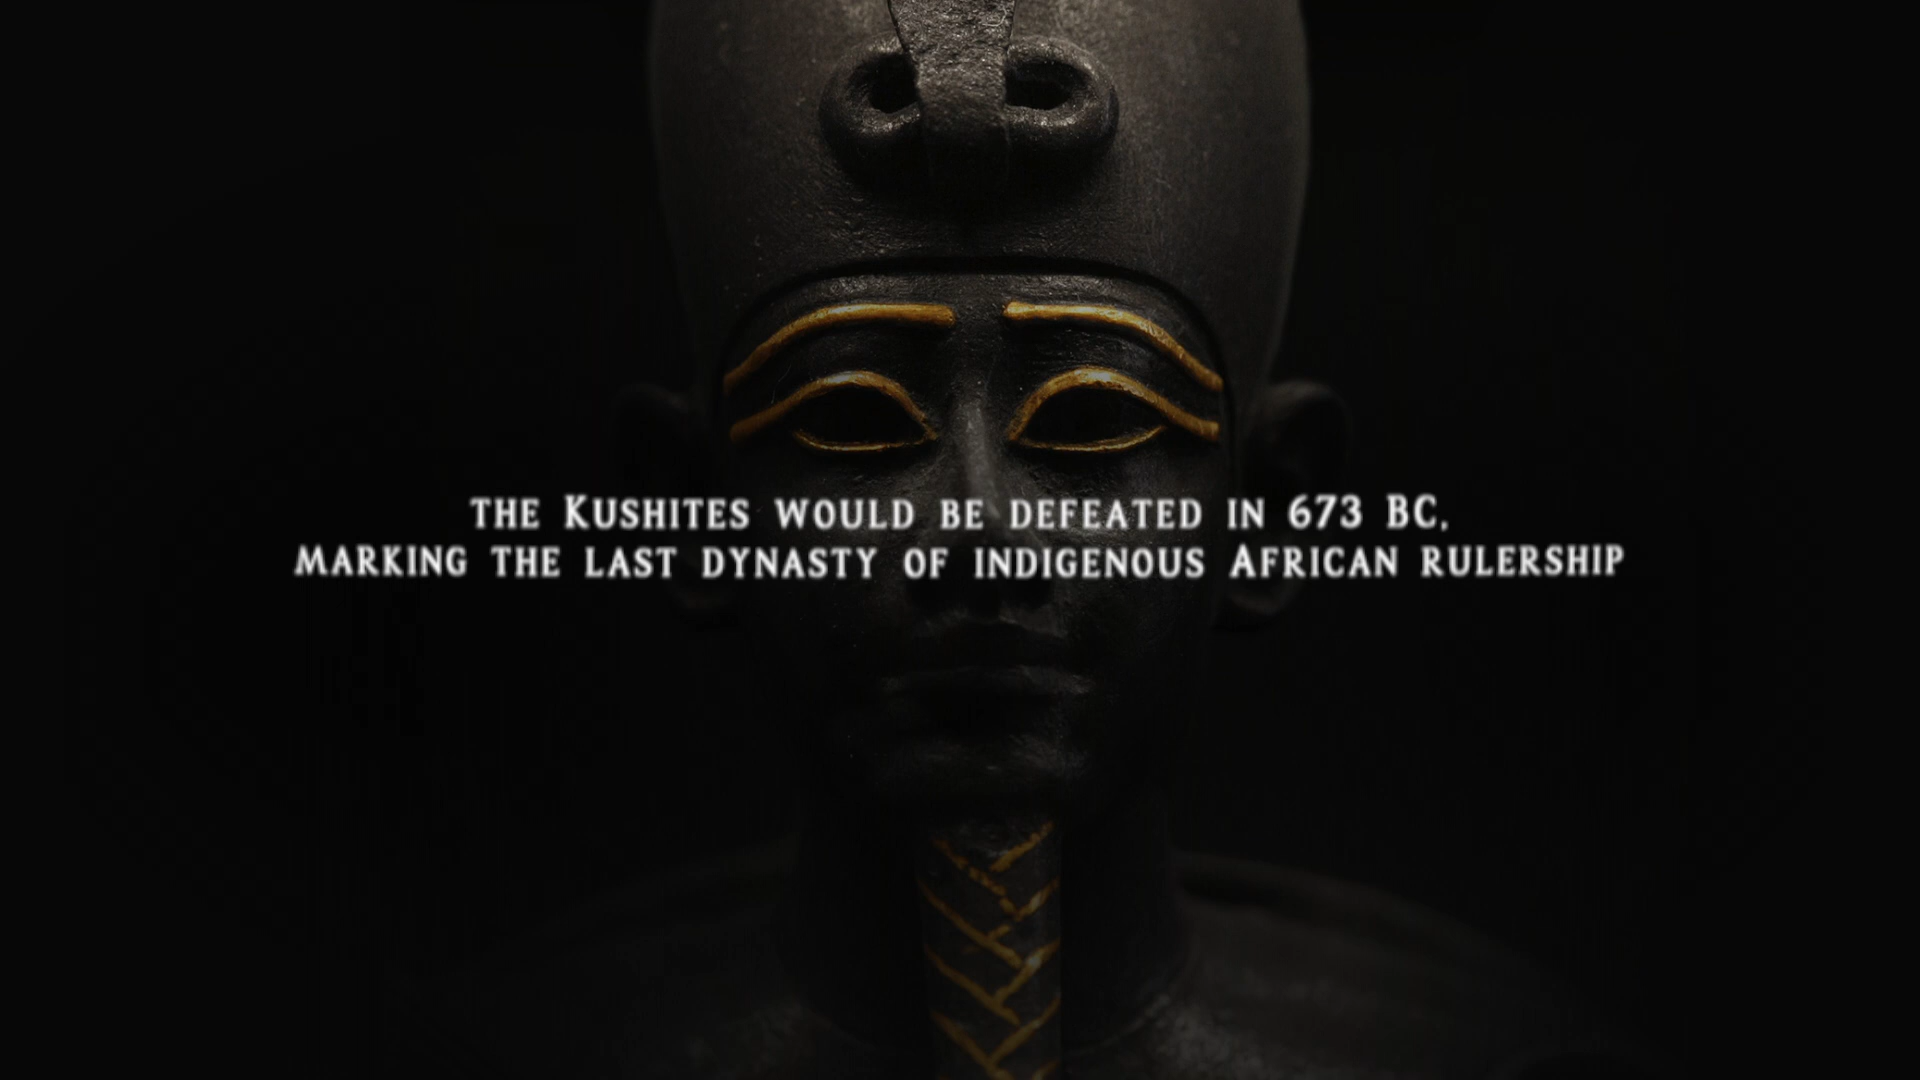 the Kushites would be defeated in 673 BC,
marking the last dynasty of indigenous African rulership